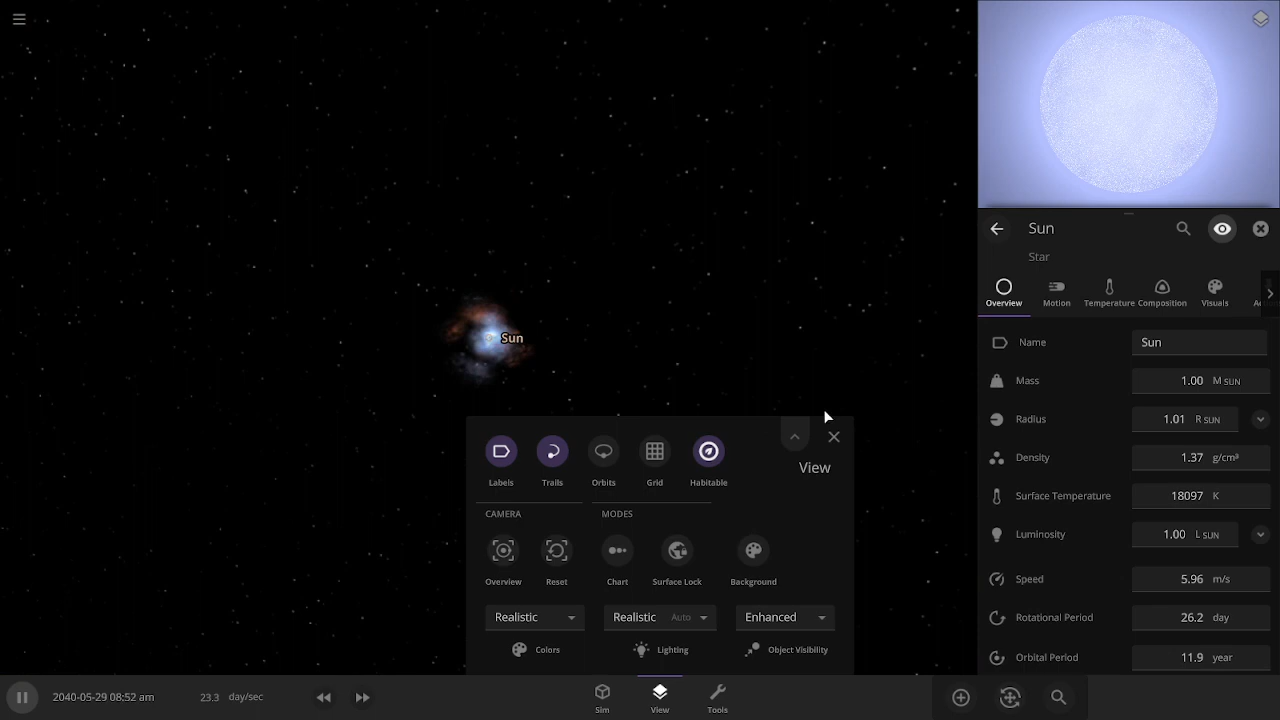 Sun
Sun
Star
Overview
Motion
Temperature
Composition
Visuals
Name
Sun
Mass
1.00 M SUN
Radius
1.01 R SUN
Density
1.37 g/cm³
Surface Temperature
18097 K
Luminosity
1.00 L SUN
Speed
5.96 m/s
Rotational Period
26.2 day
Orbital Period
11.9 year
Labels
Trails
Orbits
Grid
Habitable
View
CAMERA
MODES
Overview
Reset
Chart
Surface Lock
Background
Realistic
Realistic Auto
Enhanced
Colors
Lighting
Object Visibility
2040-05-29 08:52 am
23.3 day/sec
Sim
View
Tools